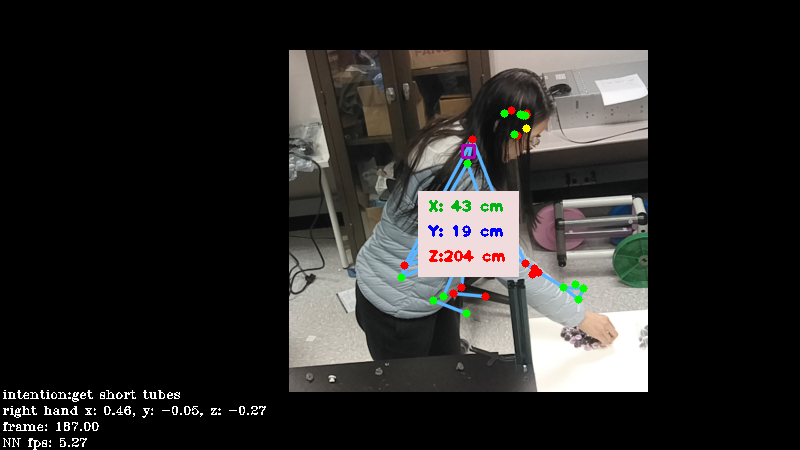 X: 43 cm
Y: 19 cm
Z:204 cm
intention:get short tubes
right hand x: 0.46, y: -0.05, z: -0.27
frame: 187.00
NN fps: 5.27